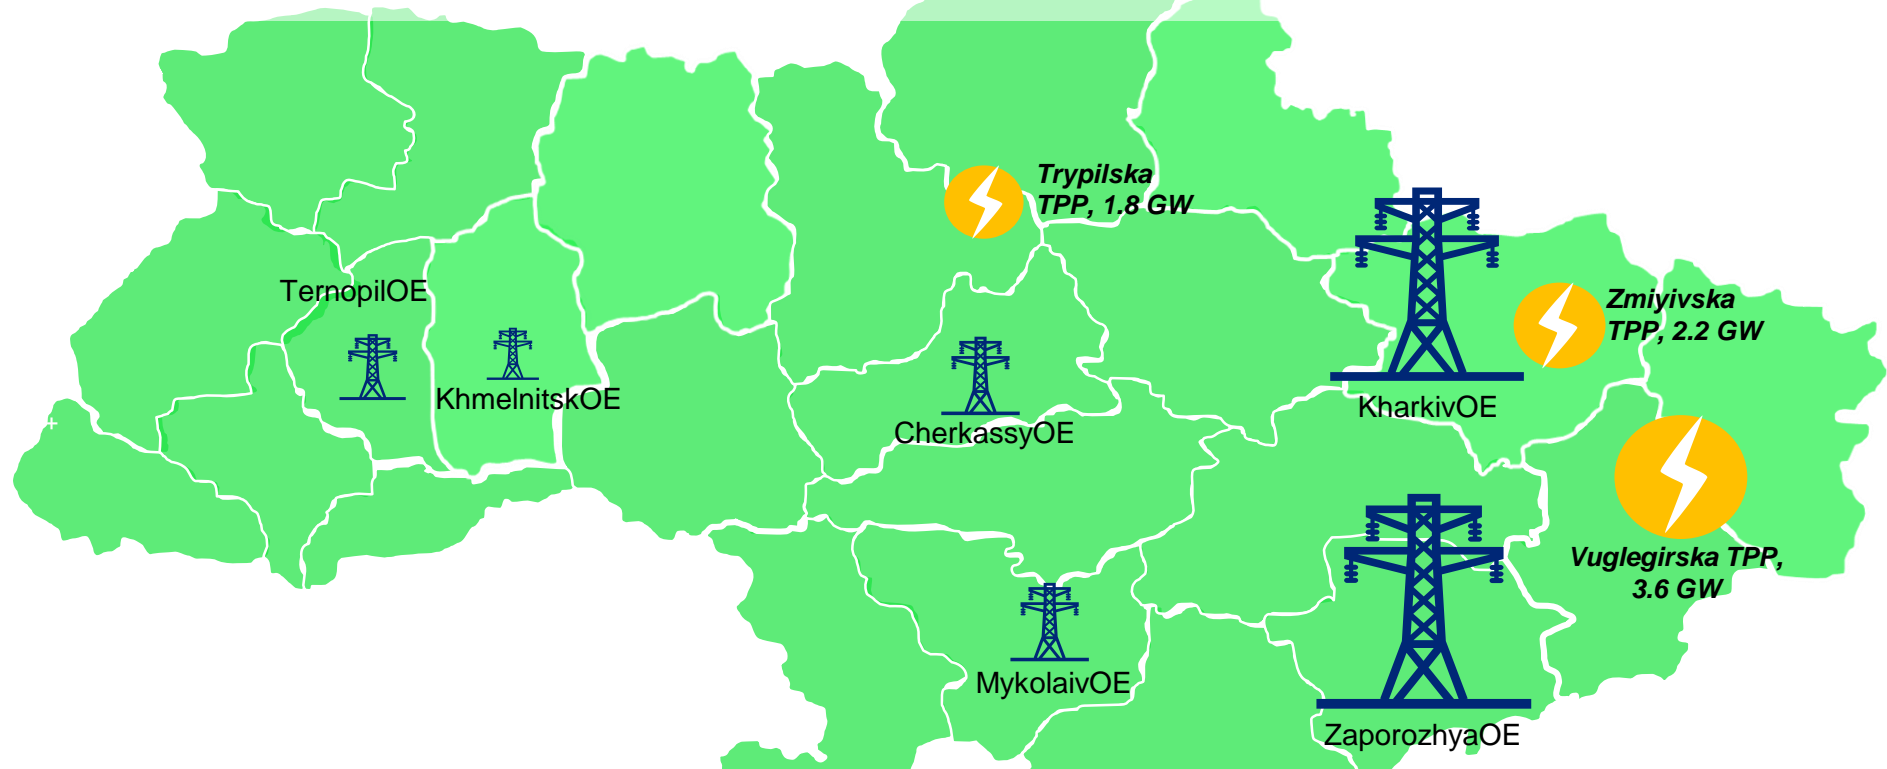 Trypilska
TPP, 1.8 GW
TernopilOE
Zmiyivska
TPP, 2.2 GW
KhmelnitskOE
KharkivOE
CherkassyOE
Vuglegirska TPP,
3.6 GW
MykolaivOE
ZaporozhyaOE